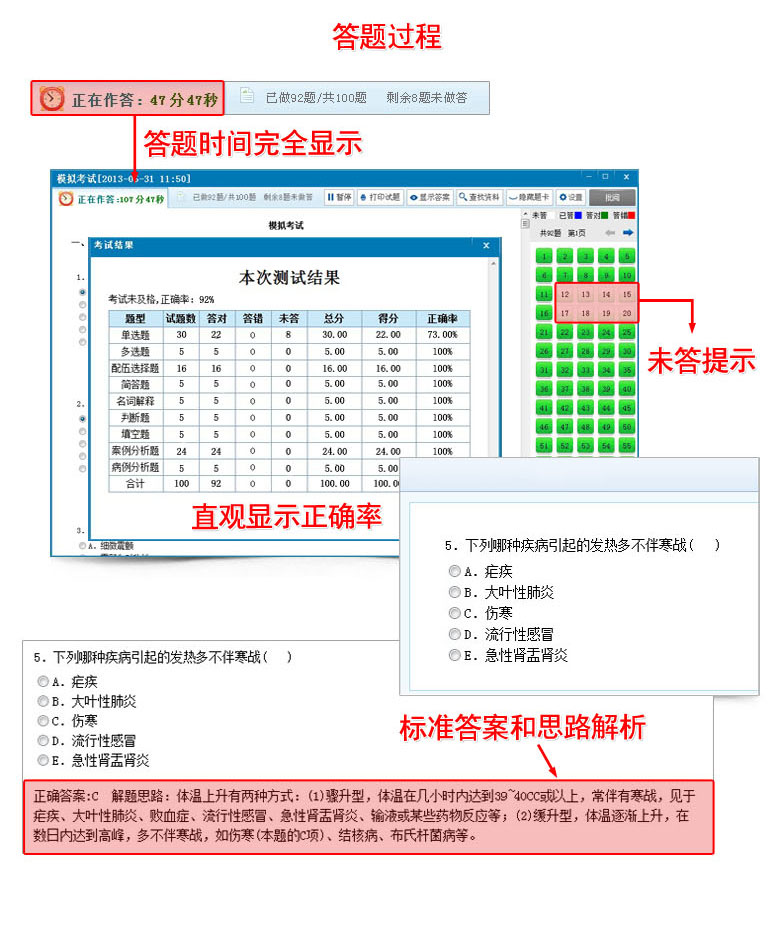 答题过程
正在作答：47分47秒
已做92题/共100题 剩余8题未做答
答题时间完全显示
模拟考试[2013-05-31 11:50]
正在作答:107分47秒 已做92题/共100题 剩余8题未做答 暂停 打印试题 显示答案 查找资料 隐藏题卡 设置
未答 已答 答对 答错
共92题 第1页
模拟考试
一、
考试结果 X
本次测试结果
考试未及格,正确率: 92%
题型 试题数 答对 答错 未答 总分 得分 正确率
单选题 30 22 0 8 30.00 22.00 73.00%
多选题 5 5 0 0 5.00 5.00 100%
配伍选择题 16 16 0 0 16.00 16.00 100%
简答题 5 5 0 0 5.00 5.00 100%
名词解释 5 5 0 0 5.00 5.00 100%
判断题 5 5 0 0 5.00 5.00 100%
填空题 5 5 0 0 5.00 5.00 100%
案例分析题 24 24 0 0 24.00 24.00 100%
病例分析题 5 5 0 0 5.00 5.00
合计 100 92 0 0 100.00 100.0
直观显示正确率
1.
2.
3.
A. 细微震颤
1 2 3 4 5
6 7 8 9 10
11 12 13 14 15
16 17 18 19 20
21 22 23 24 25
26 27 28 29 30
31 32 33 34 35
36 37 38 39 40
41 42 43 44 45
46 47 48 49 50
51 52 53 54 55
未答提示
5. 下列哪种疾病引起的发热多不伴寒战( )
A. 疟疾
B. 大叶性肺炎
C. 伤寒
D. 流行性感冒
E. 急性肾盂肾炎
5. 下列哪种疾病引起的发热多不伴寒战( )
A. 疟疾
B. 大叶性肺炎
C. 伤寒
D. 流行性感冒
E. 急性肾盂肾炎
标准答案和思路解析
正确答案:C 解题思路: 体温上升有两种方式: (1)骤升型, 体温在几小时内达到39~40CC或以上, 常伴有寒战, 见于
疟疾、大叶性肺炎、败血症、流行性感冒、急性肾盂肾炎、输液或某些药物反应等; (2)缓升型, 体温逐渐上升, 在
数日内达到高峰, 多不伴寒战, 如伤寒(本题的C项)、结核病、布氏杆菌病等。